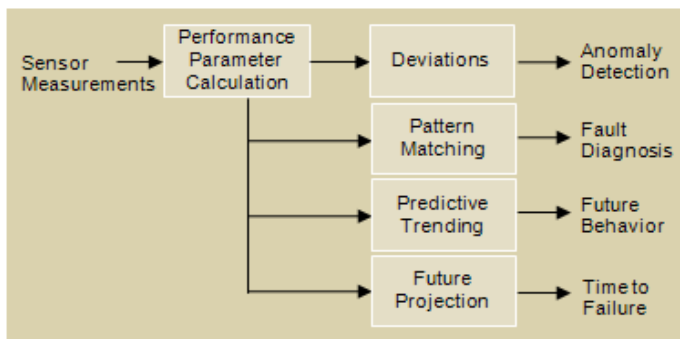 Sensor
Measurements
Performance
Parameter
Calculation
Deviations
Anomaly
Detection
Pattern
Matching
Fault
Diagnosis
Predictive
Trending
Future
Behavior
Future
Projection
Time to
Failure